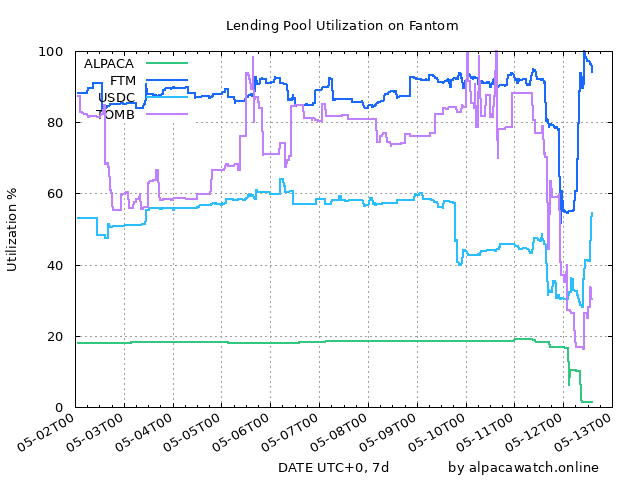 Lending Pool Utilization on Fantom
100
80
60
40
20
0
Utilization %
ALPACA
FTM
USDC
TOMB
05-02T00
05-03T00
05-04T00
05-05T00
05-06T00
05-07T00
05-08T00
05-09T00
05-10T00
05-11T00
05-12T00
05-13T00
DATE UTC+0, 7d
by alpacawatch.online